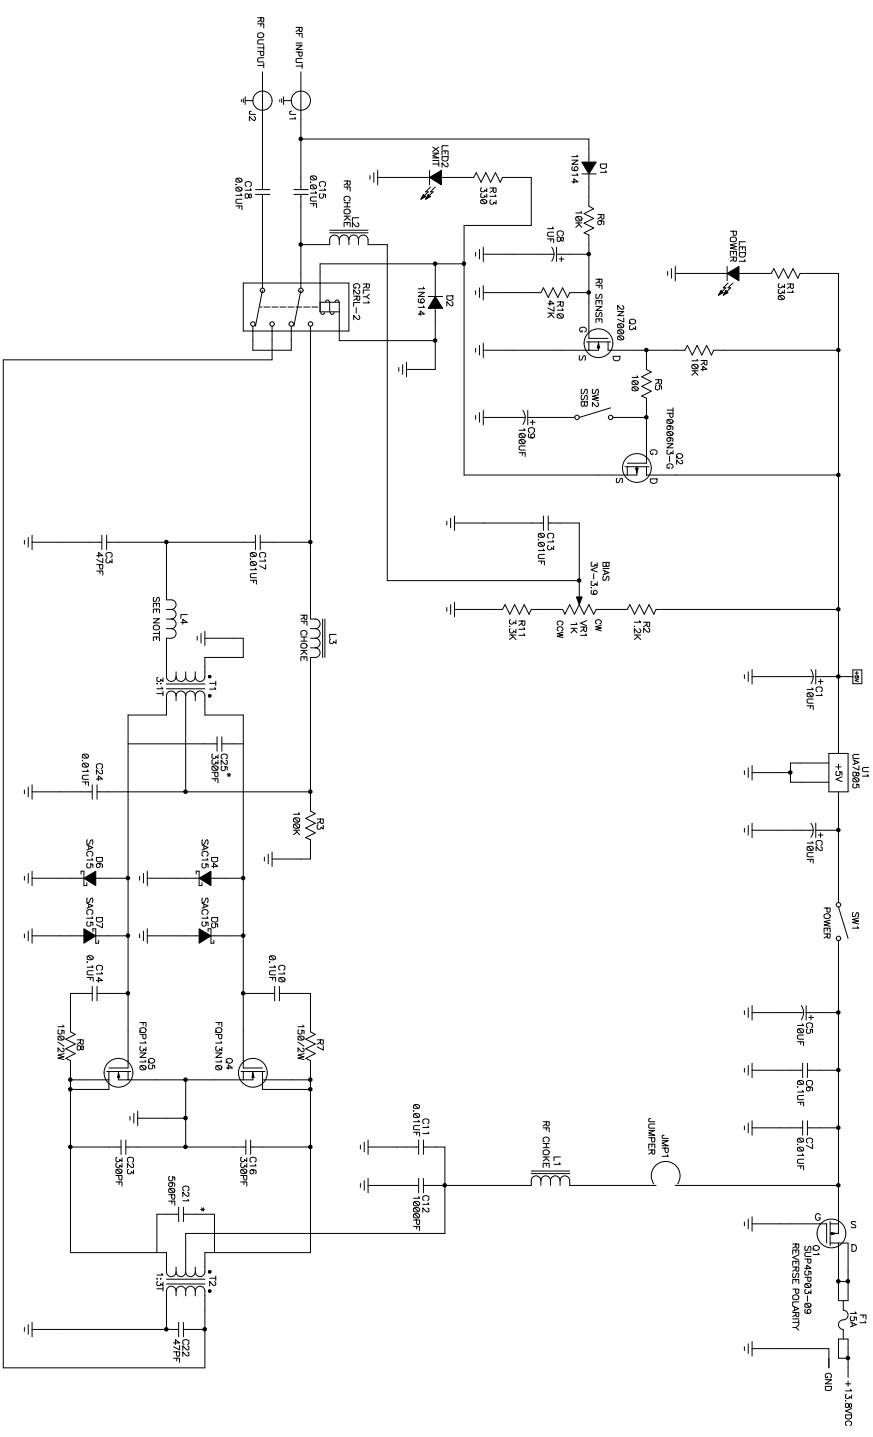 RF OUTPUT
RF INPUT
J2
J1
C18
0.01UF
C15
0.01UF
L2
RF CHOKE
LED2
XMIT
R13
330
D1
1N914
R6
10K
C8
1UF
+
R10
47K
RF SENSE
Q3
2N7000
G
S
D
LED1
POWER
R1
330
R4
10K
R5
100
SW2
SSB
+
C9
100UF
Q2
TP0606N3-G
G
S
D
D2
1N914
RLY1
G2RL-2
C13
0.01UF
BIAS
3V-3.9
VR1
1K
CW
CCW
R2
1.2K
R11
3.3K
C3
47PF
C17
0.01UF
L4
SEE NOTE
L3
RF CHOKE
T1
3:1T
C25 *
330PF
C24
0.01UF
R3
100K
+5V
+
C1
10UF
U1
UA7805
+5V
+
C2
10UF
SW1
POWER
D6
SAC15
D4
SAC15
D7
SAC15
D5
SAC15
C14
0.1UF
C10
0.1UF
R8
150/2W
R7
150/2W
Q5
FQP13N10
Q4
FQP13N10
C23
330PF
C16
330PF
C21
560PF
*
T2
1:3T
C22
47PF
C11
0.01UF
C12
1000PF
L1
RF CHOKE
JMP1
JUMPER
+
C5
10UF
C6
0.1UF
C7
0.01UF
G
S
D
Q1
SUP45P03-09
REVERSE POLARITY
F1
15A
GND
+13.8VDC